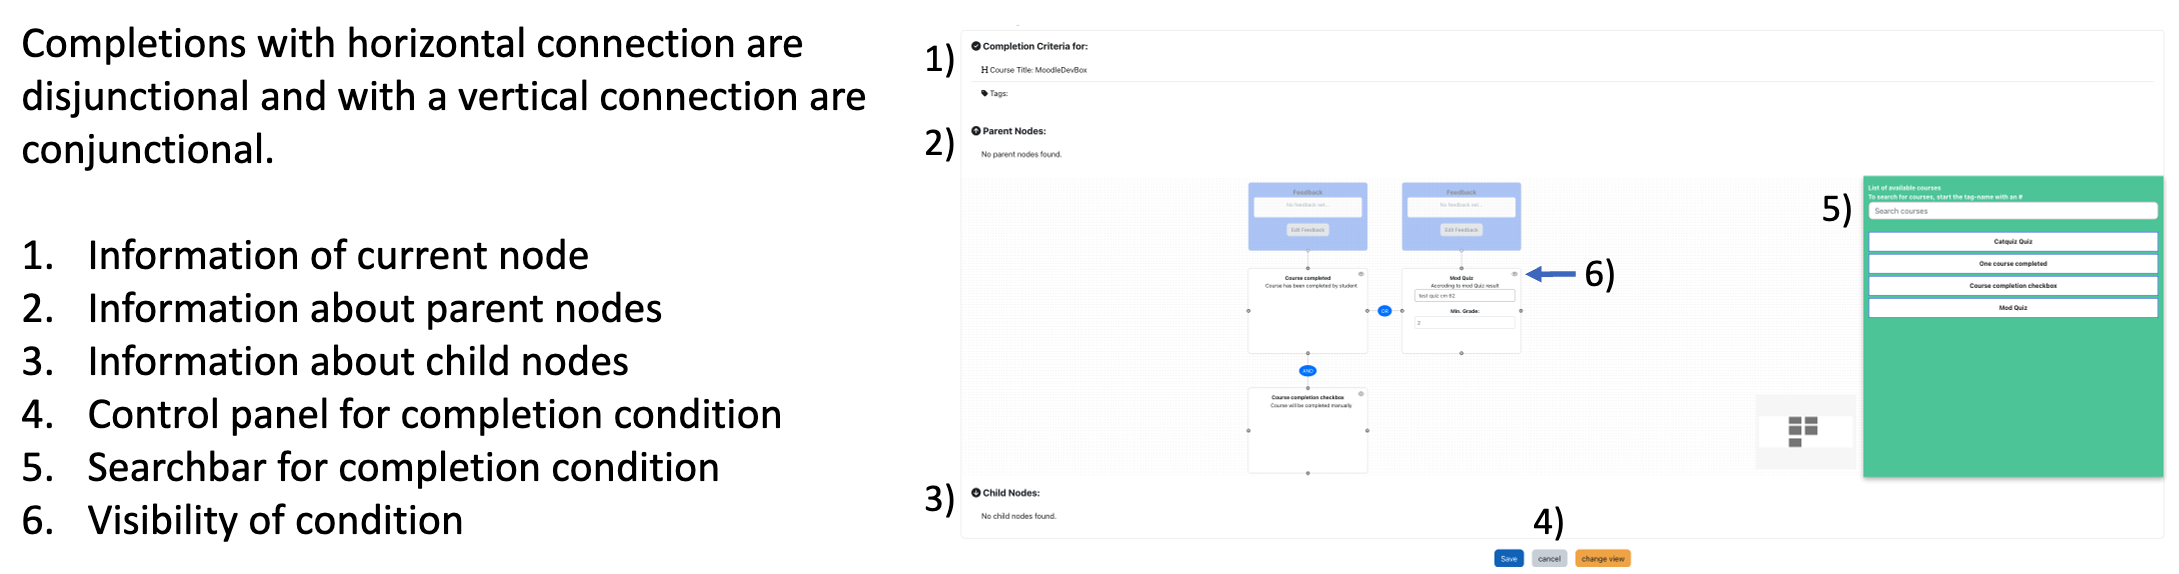 Completions with horizontal connection are
disjunctional and with a vertical connection are
conjunctional.
1. Information of current node
2. Information about parent nodes
3. Information about child nodes
4. Control panel for completion condition
5. Searchbar for completion condition
6. Visibility of condition
1)
Completion Criteria for:
H Course Title: MoodleDevBox
Tags:
2)
Parent Nodes:
No parent nodes found.
Feedback
No feedback set...
Edit Feedback
Feedback
No feedback set...
Edit Feedback
Course completed
Course has been completed by student
OR
Mod Quiz
Accroding to mod Quiz result
test quiz cm 62
Min. Grade:
2
6)
AND
Course completion checkbox
Course will be completed manually
5)
List of available courses
To search for courses, start the tag-name with an #
Search courses
Catquiz Quiz
One course completed
Course completion checkbox
Mod Quiz
3)
Child Nodes:
No child nodes found.
4)
Save
cancel
change view